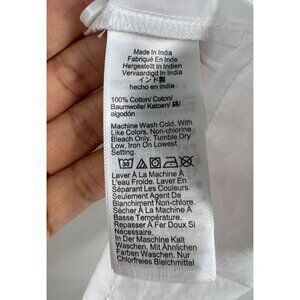 Made In India
Fabriqué En Inde
Hergestellt In Indien
Vervaardigd In India
インド製
hecho en india
100% Cotton/ Coton/
Baumwolle/ Katoen/ 綿/
algodón
Machine Wash Cold. With
Like Colors. Non-chlorine
Bleach Only. Tumble Dry
Low. Iron On Lowest
Setting.
30
Laver À La Machine À
L'eau Froide. Laver En
Séparant Les Couleurs.
Seulement Agent De
Blanchiment Non-chlorés.
Sécher À La Machine À
Basse Température.
Repasser À Fer Doux Si
Nécessaire.
In Der Maschine Kalt
Waschen. Mit Ähnlichen
Farben Waschen. Nur
Chlorfreies Bleichmittel